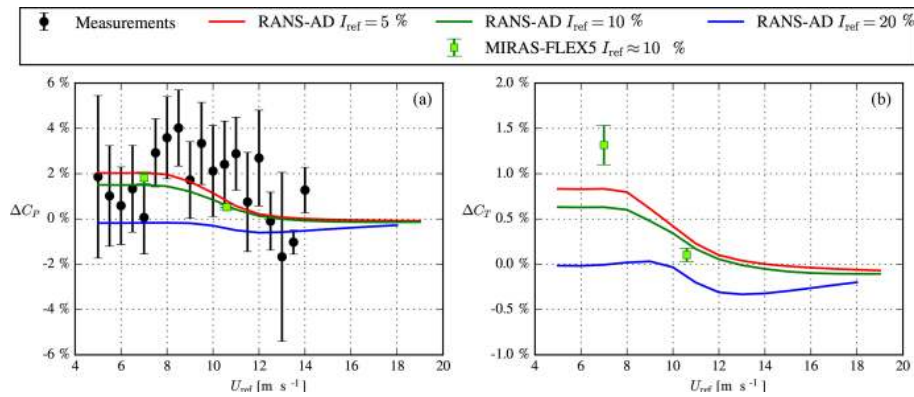 Measurements RANS-AD I_ref = 5 % RANS-AD I_ref = 10 % RANS-AD I_ref = 20 %
MIRAS-FLEX5 I_ref ≈ 10 %
6 %
4 %
2 %
0 %
-2 %
-4 %
-6 %
ΔC_P
(a)
4 6 8 10 12 14 16 18 20
U_ref [m s⁻¹]
2.0 %
1.5 %
1.0 %
0.5 %
0.0 %
-0.5 %
-1.0 %
ΔC_T
(b)
4 6 8 10 12 14 16 18 20
U_ref [m s⁻¹]